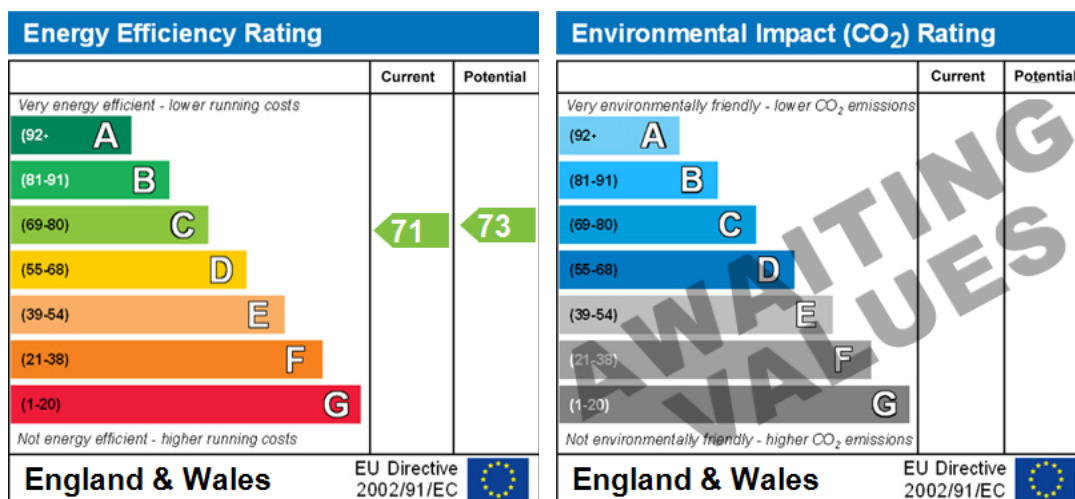 Energy Efficiency Rating
Current Potential
Very energy efficient - lower running costs
(92+ A
(81-91) B
(69-80) C
71 73
(55-68) D
(39-54) E
(21-38) F
(1-20) G
Not energy efficient - higher running costs
England & Wales
EU Directive
2002/91/EC
Environmental Impact (CO₂) Rating
Current Potential
Very environmentally friendly - lower CO₂ emissions
(92+ A
(81-91) B
(69-80) C
(55-68) D
(39-54) E
(21-38) F
(1-20) G
AWAITING
VALUES
Not environmentally friendly - higher CO₂ emissions
England & Wales
EU Directive
2002/91/EC